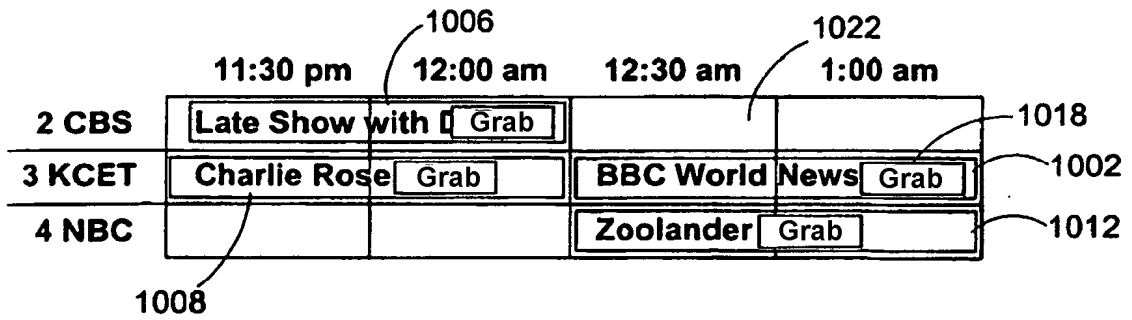 1006
1022
11:30 pm 12:00 am 12:30 am 1:00 am
2 CBS Late Show with D Grab
1018
3 KCET Charlie Rose Grab BBC World News Grab
1002
4 NBC Zoolander Grab
1012
1008